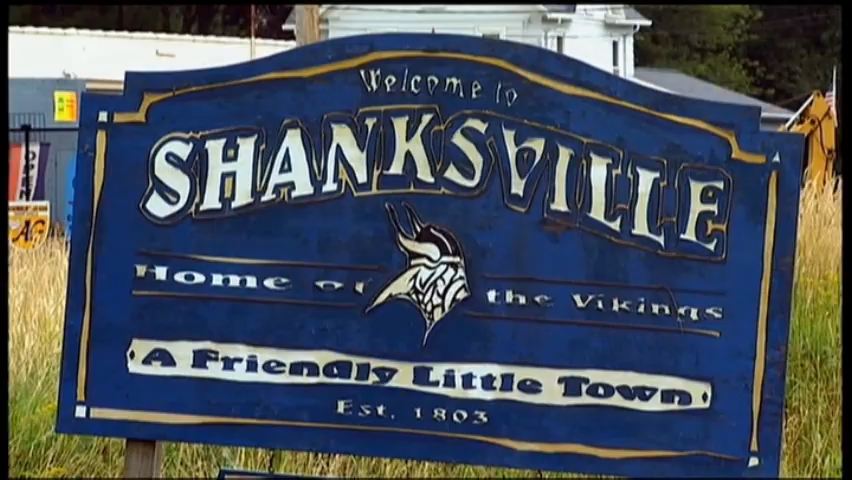 Welcome to
SHANKSVILLE
Home of the Vikings
A Friendly Little Town
Est. 1803